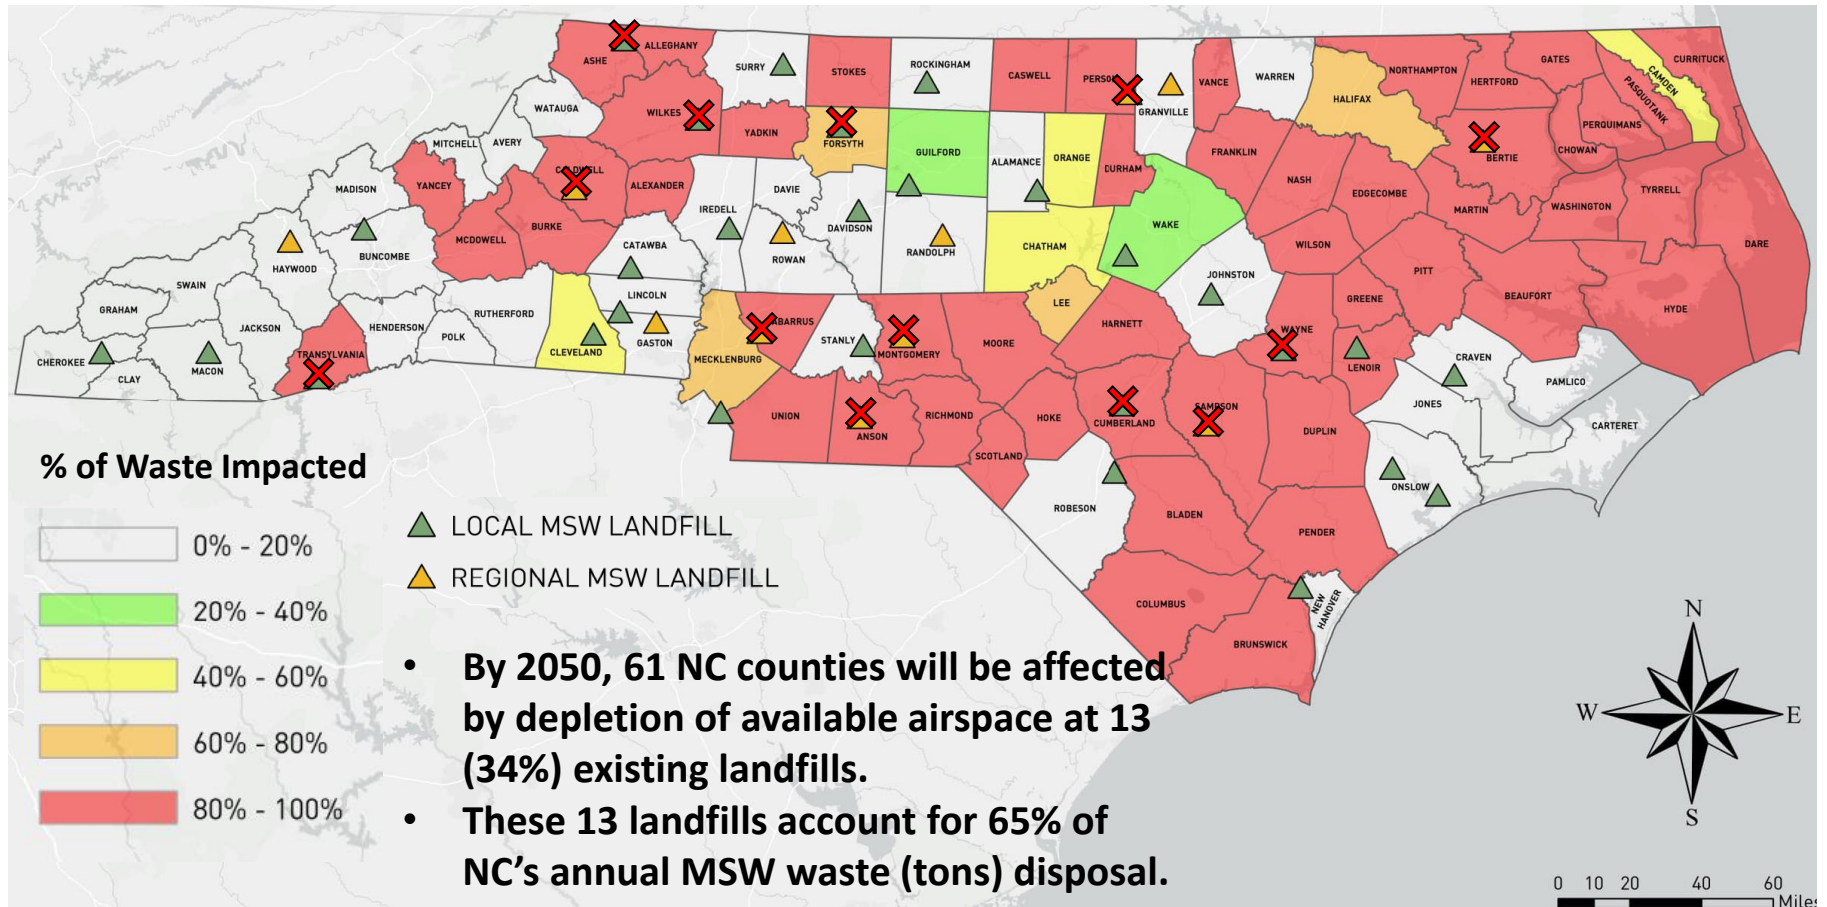 ALLEGHANY
ASHE
SURRY
STOKES
ROCKINGHAM
CASWELL
PERSON
GRANVILLE
VANCE
WARREN
HALIFAX
NORTHAMPTON
HERTFORD
GATES
CAMDEN
CURRITUCK
PASQUOTANK
PERQUIMANS
CHOWAN
BERTIE
WATAUGA
WILKES
YADKIN
FORSYTH
GUILFORD
ALAMANCE
ORANGE
DURHAM
FRANKLIN
NASH
EDGECOMBE
MARTIN
WASHINGTON
TYRRELL
DARE
MITCHELL
AVERY
MADISON
YANCEY
ALEXANDER
IREDELL
DAVIE
DAVIDSON
RANDOLPH
CHATHAM
WAKE
WILSON
PITT
BEAUFORT
HYDE
HAYWOOD
BUNCOMBE
MCDOWELL
BURKE
CATAWBA
ROWAN
LEE
JOHNSTON
GREENE
SWAIN
GRAHAM
JACKSON
HENDERSON
RUTHERFORD
LINCOLN
GASTON
CLEVELAND
POLK
CHEROKEE
CLAY
MACON
TRANSYLVANIA
MECKLENBURG
STANLY
MONTGOMERY
MOORE
HARNETT
WAYNE
LENOIR
CRAVEN
PAMLICO
JONES
CARTERET
UNION
ANSON
RICHMOND
SCOTLAND
HOKE
CUMBERLAND
DUPLIN
ONSLOW
ROBESON
BLADEN
PENDER
COLUMBUS
BRUNSWICK
NEW
HANOVER
% of Waste Impacted
0% - 20%
20% - 40%
40% - 60%
60% - 80%
80% - 100%
LOCAL MSW LANDFILL
REGIONAL MSW LANDFILL
• By 2050, 61 NC counties will be affected
by depletion of available airspace at 13
(34%) existing landfills.
• These 13 landfills account for 65% of
NC's annual MSW waste (tons) disposal.
N
W
E
S
0 10 20 40 60
Miles